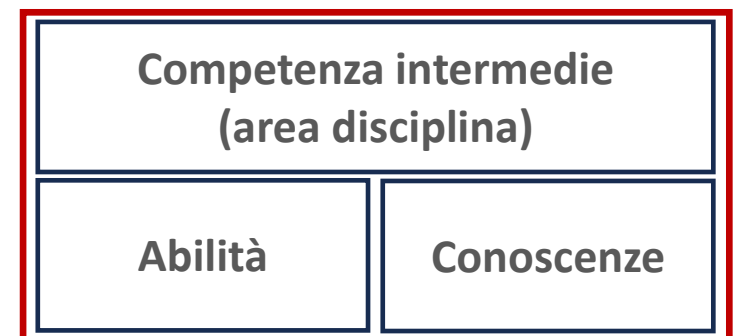 Competenza intermedie
(area disciplina)
Abilità
Conoscenze